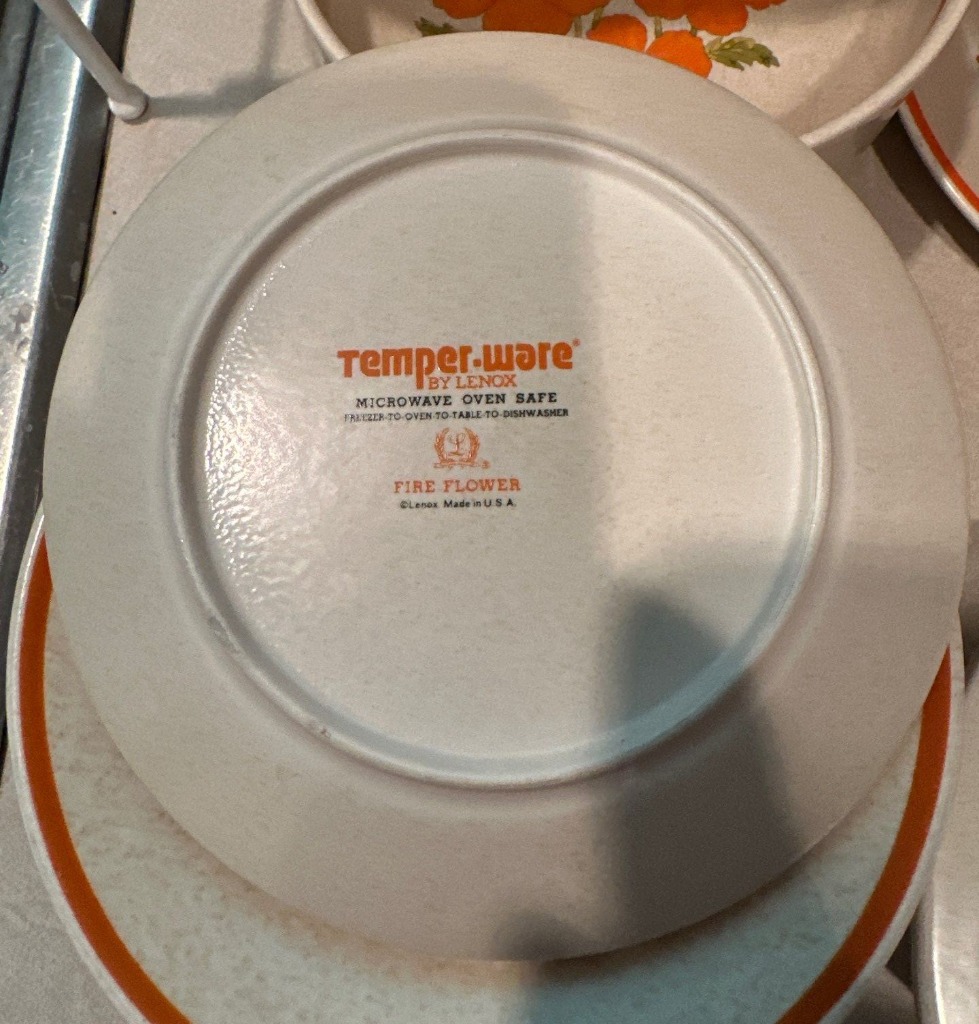 Temper-ware®
BY LENOX
MICROWAVE OVEN SAFE
FREEZER-TO-OVEN-TO-TABLE-TO-DISHWASHER
L
FIRE FLOWER
©Lenox Made in U.S.A.